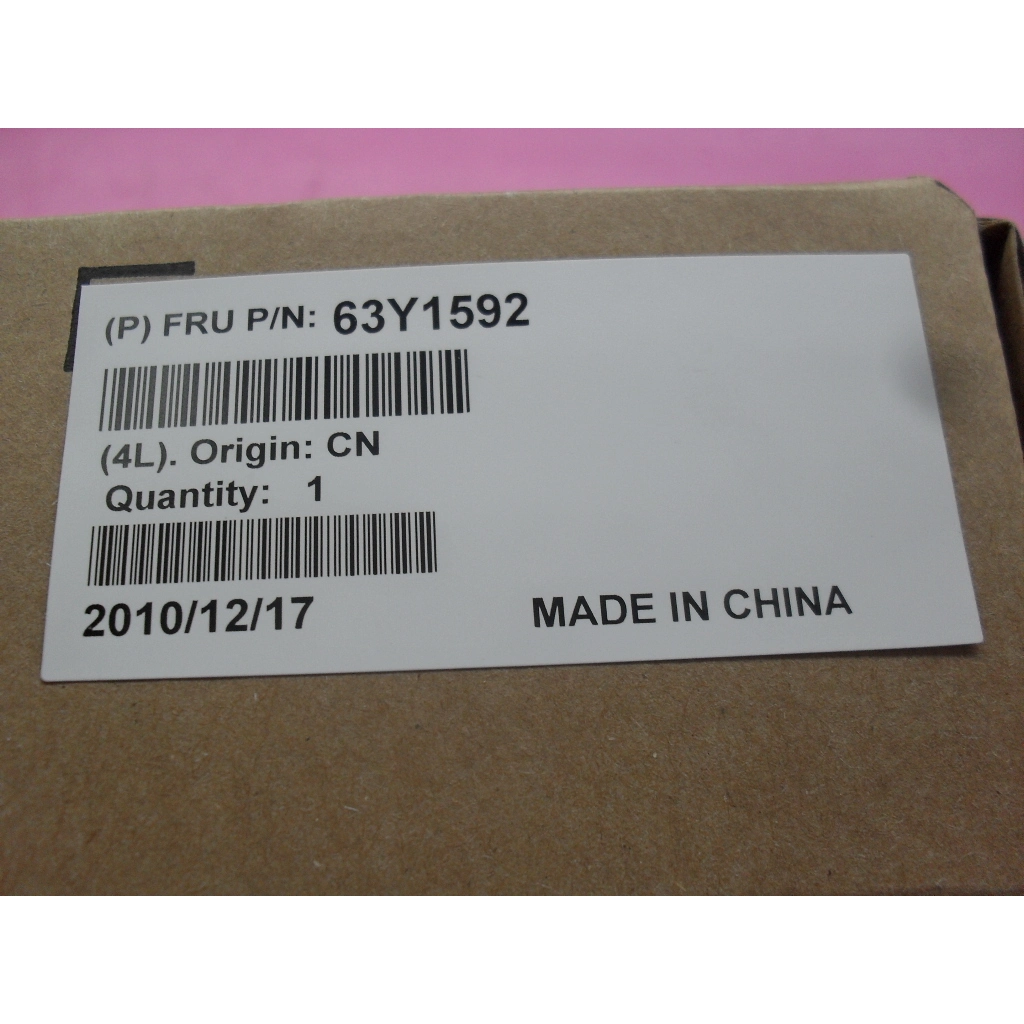 (P) FRU P/N: 63Y1592
(4L). Origin: CN
Quantity: 1
2010/12/17
MADE IN CHINA